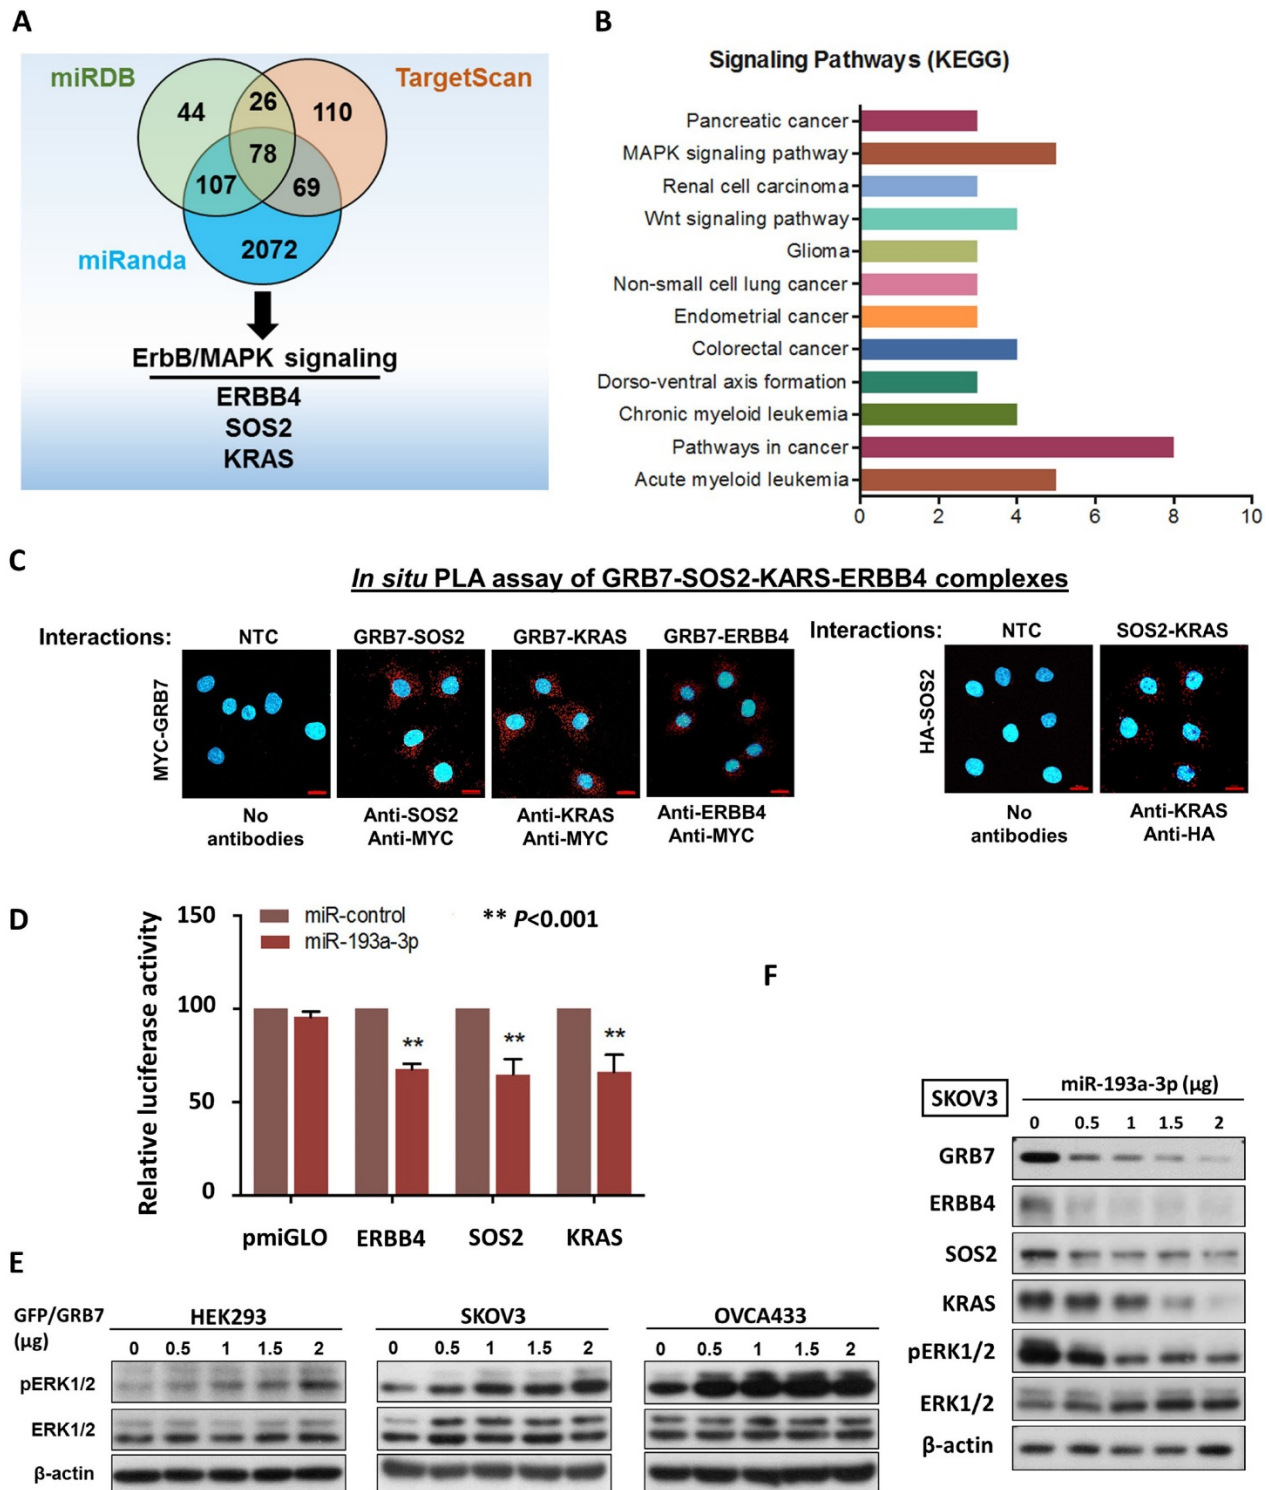 A
miRDB
TargetScan
44
26
110
78
107
69
2072
miRanda
ErbB/MAPK signaling
ERBB4
SOS2
KRAS
B
Signaling Pathways (KEGG)
Pancreatic cancer
MAPK signaling pathway
Renal cell carcinoma
Wnt signaling pathway
Glioma
Non-small cell lung cancer
Endometrial cancer
Colorectal cancer
Dorso-ventral axis formation
Chronic myeloid leukemia
Pathways in cancer
Acute myeloid leukemia
0 2 4 6 8 10
C
In situ PLA assay of GRB7-SOS2-KARS-ERBB4 complexes
Interactions: NTC GRB7-SOS2 GRB7-KRAS GRB7-ERBB4
MYC-GRB7
No antibodies
Anti-SOS2
Anti-MYC
Anti-KRAS
Anti-MYC
Anti-ERBB4
Anti-MYC
Interactions: NTC SOS2-KRAS
HA-SOS2
No antibodies
Anti-KRAS
Anti-HA
D
Relative luciferase activity
150
100
50
0
miR-control
miR-193a-3p
** P<0.001
**
**
**
pmiGLO ERBB4 SOS2 KRAS
E
GFP/GRB7
(µg)
HEK293
0 0.5 1 1.5 2
SKOV3
0 0.5 1 1.5 2
OVCA433
0 0.5 1 1.5 2
pERK1/2
ERK1/2
β-actin
F
SKOV3
miR-193a-3p (µg)
0 0.5 1 1.5 2
GRB7
ERBB4
SOS2
KRAS
pERK1/2
ERK1/2
β-actin